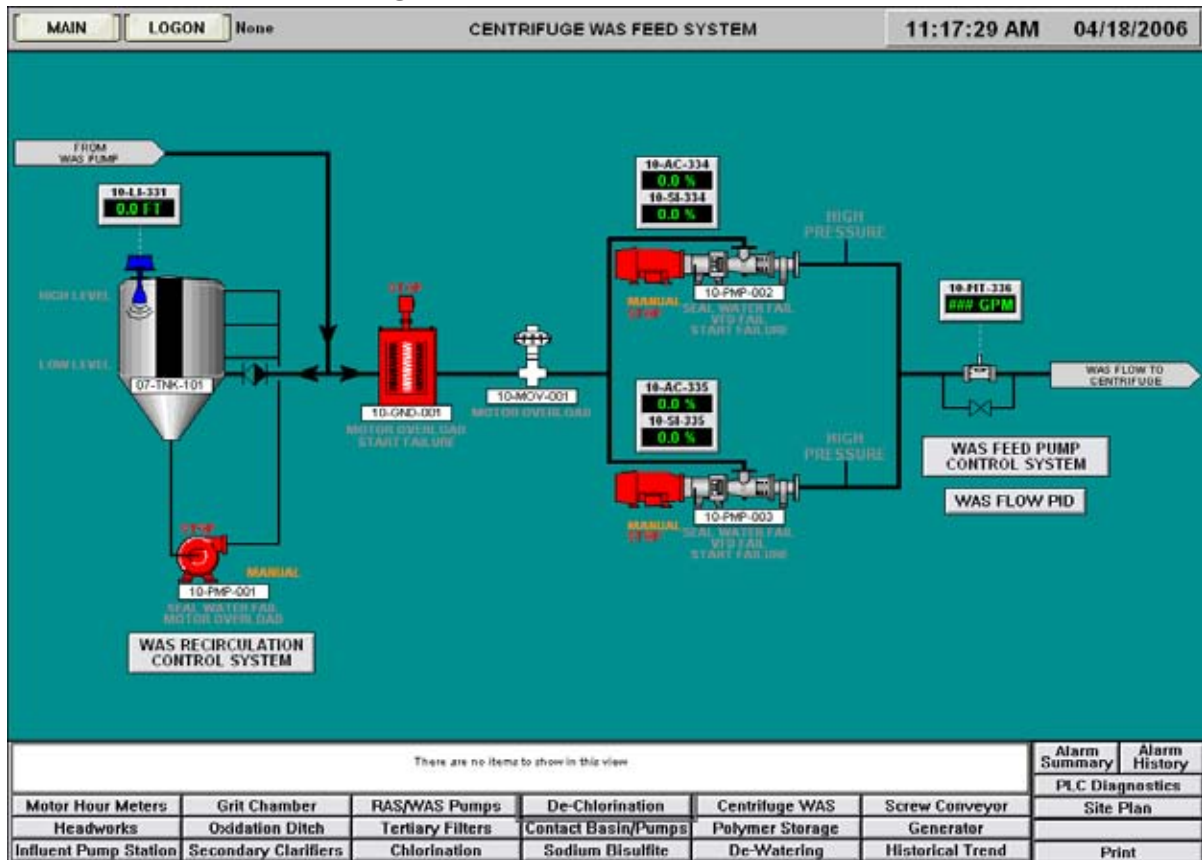 MAIN LOGON None CENTRIFUGE WAS FEED SYSTEM 11:17:29 AM 04/18/2006
FROM
WAS PUMP
10-LI-331
0.0 FT
HIGH LEVEL
LOW LEVEL
07-TNK-101
STOP
MANUAL
10-PMP-001
SEAL WATER FAIL
MOTOR OVERLOAD
WAS RECIRCULATION
CONTROL SYSTEM
STOP
10-GND-001
MOTOR OVERLOAD
START FAILURE
10-MOV-001
MOTOR OVERLOAD
10-AC-334
0.0 %
10-SI-334
0.0 %
HIGH
PRESSURE
10-PMP-002
MANUAL
STOP
SEAL WATER FAIL
VFD FAIL
START FAILURE
10-AC-335
0.0 %
10-SI-335
0.0 %
HIGH
PRESSURE
10-PMP-003
MANUAL
STOP
SEAL WATER FAIL
VFD FAIL
START FAILURE
10-FIT-336
### GPM
WAS FLOW TO
CENTRIFUGE
WAS FEED PUMP
CONTROL SYSTEM
WAS FLOW PID
There are no items to show in this view
Alarm Summary
Alarm History
PLC Diagnostics
Motor Hour Meters Grit Chamber RAS/WAS Pumps De-Chlorination Centrifuge WAS Screw Conveyor Site Plan
Headworks Oxidation Ditch Tertiary Filters Contact Basin/Pumps Polymer Storage Generator
Influent Pump Station Secondary Clarifiers Chlorination Sodium Bisulfite De-Watering Historical Trend Print